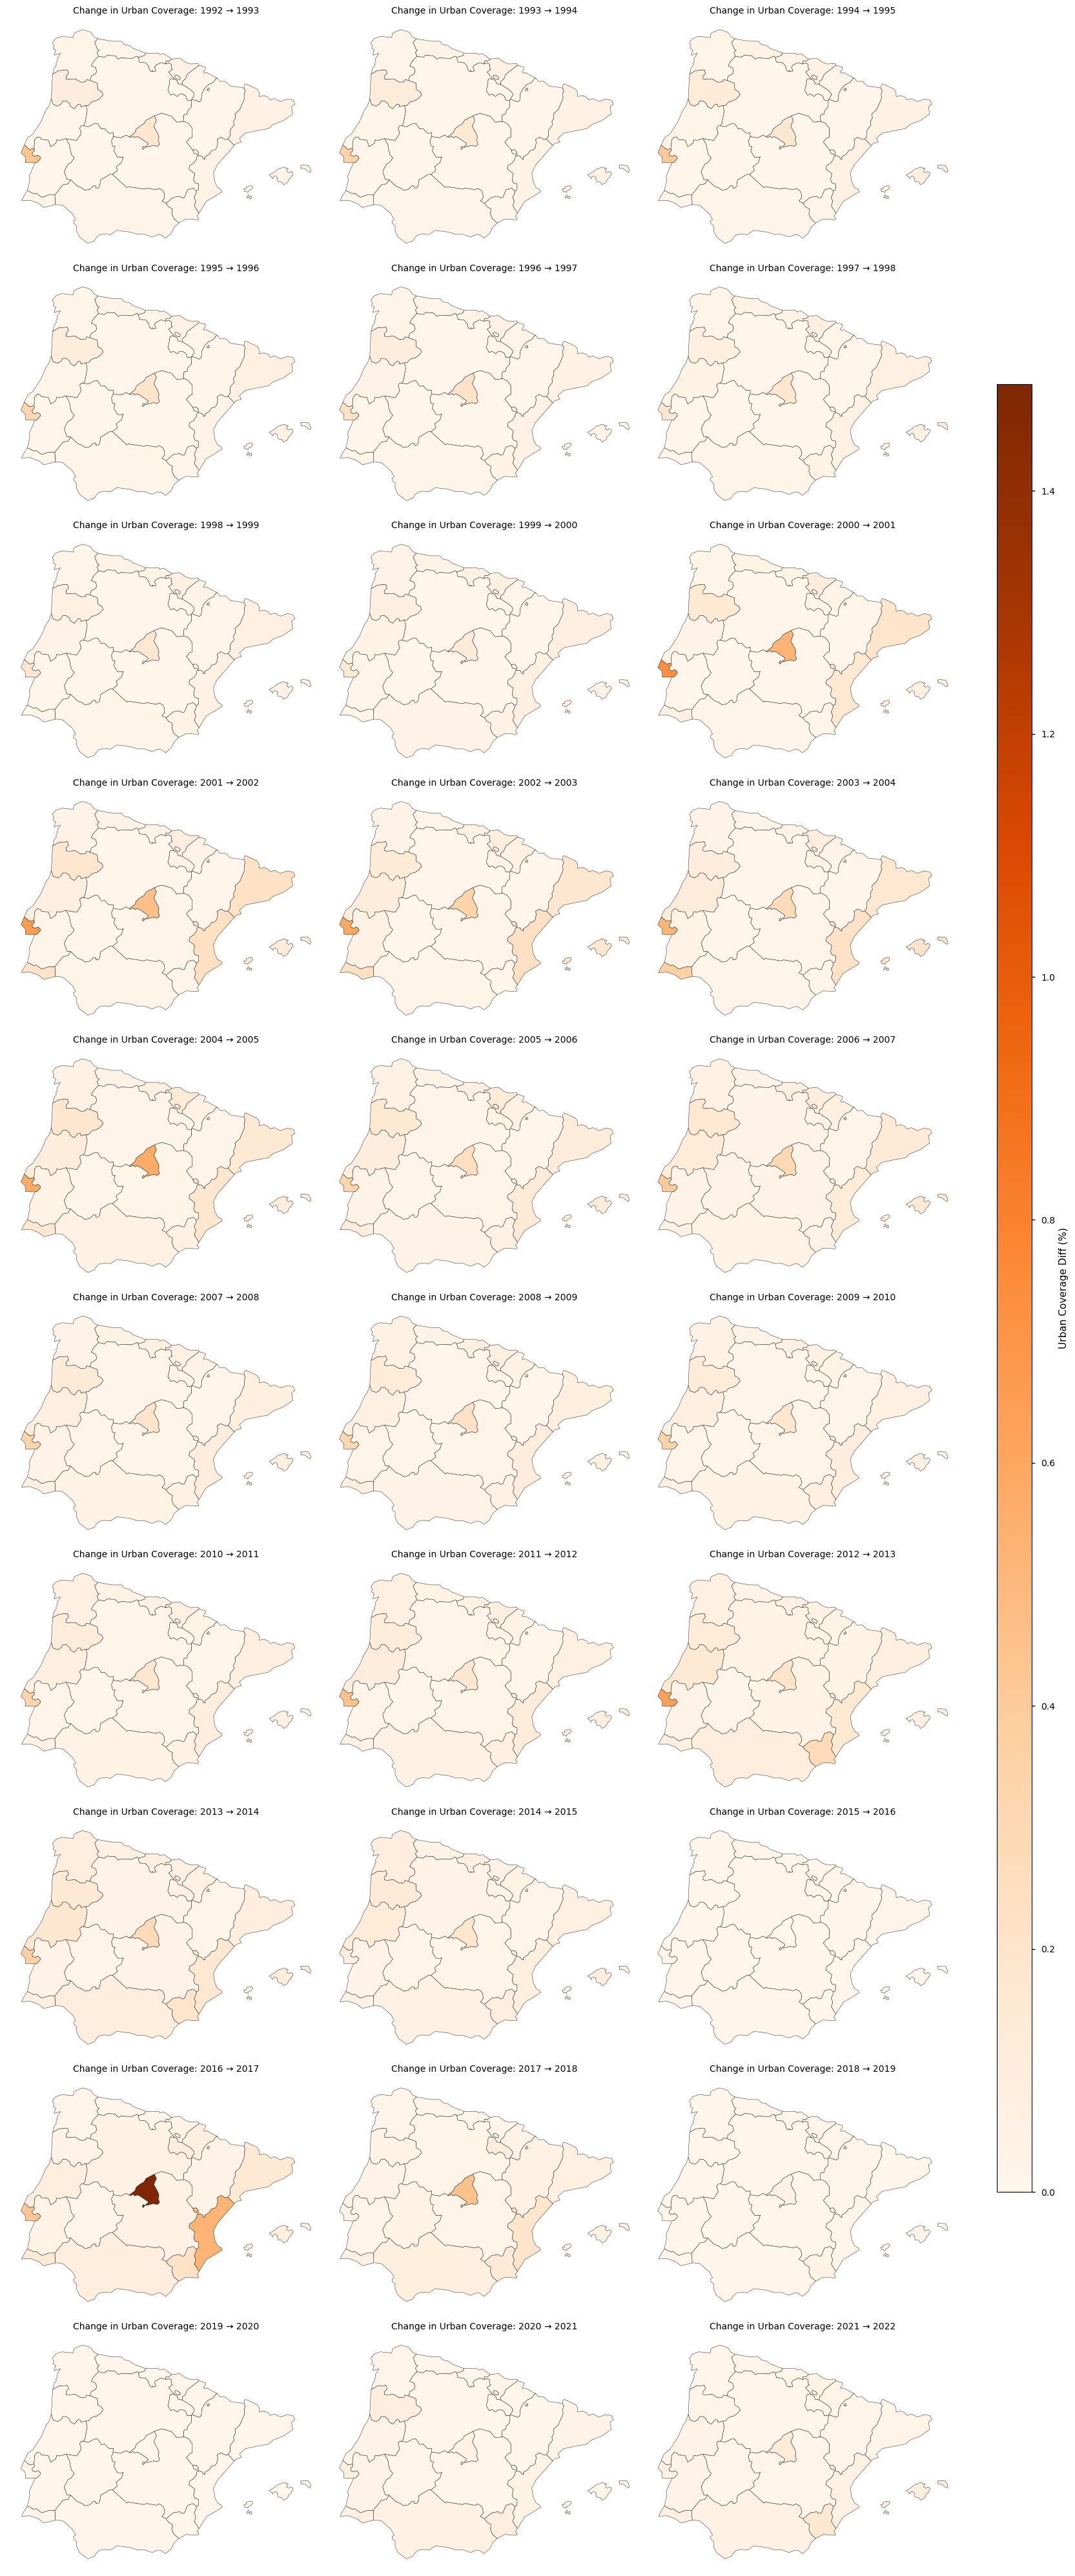 Change in Urban Coverage: 1992 → 1993
Change in Urban Coverage: 1993 → 1994
Change in Urban Coverage: 1994 → 1995
Change in Urban Coverage: 1995 → 1996
Change in Urban Coverage: 1996 → 1997
Change in Urban Coverage: 1997 → 1998
Change in Urban Coverage: 1998 → 1999
Change in Urban Coverage: 1999 → 2000
Change in Urban Coverage: 2000 → 2001
Change in Urban Coverage: 2001 → 2002
Change in Urban Coverage: 2002 → 2003
Change in Urban Coverage: 2003 → 2004
Change in Urban Coverage: 2004 → 2005
Change in Urban Coverage: 2005 → 2006
Change in Urban Coverage: 2006 → 2007
Change in Urban Coverage: 2007 → 2008
Change in Urban Coverage: 2008 → 2009
Change in Urban Coverage: 2009 → 2010
Change in Urban Coverage: 2010 → 2011
Change in Urban Coverage: 2011 → 2012
Change in Urban Coverage: 2012 → 2013
Change in Urban Coverage: 2013 → 2014
Change in Urban Coverage: 2014 → 2015
Change in Urban Coverage: 2015 → 2016
Change in Urban Coverage: 2016 → 2017
Change in Urban Coverage: 2017 → 2018
Change in Urban Coverage: 2018 → 2019
Change in Urban Coverage: 2019 → 2020
Change in Urban Coverage: 2020 → 2021
Change in Urban Coverage: 2021 → 2022
1.4
1.2
1.0
0.8
0.6
0.4
0.2
0.0
Urban Coverage Diff (%)